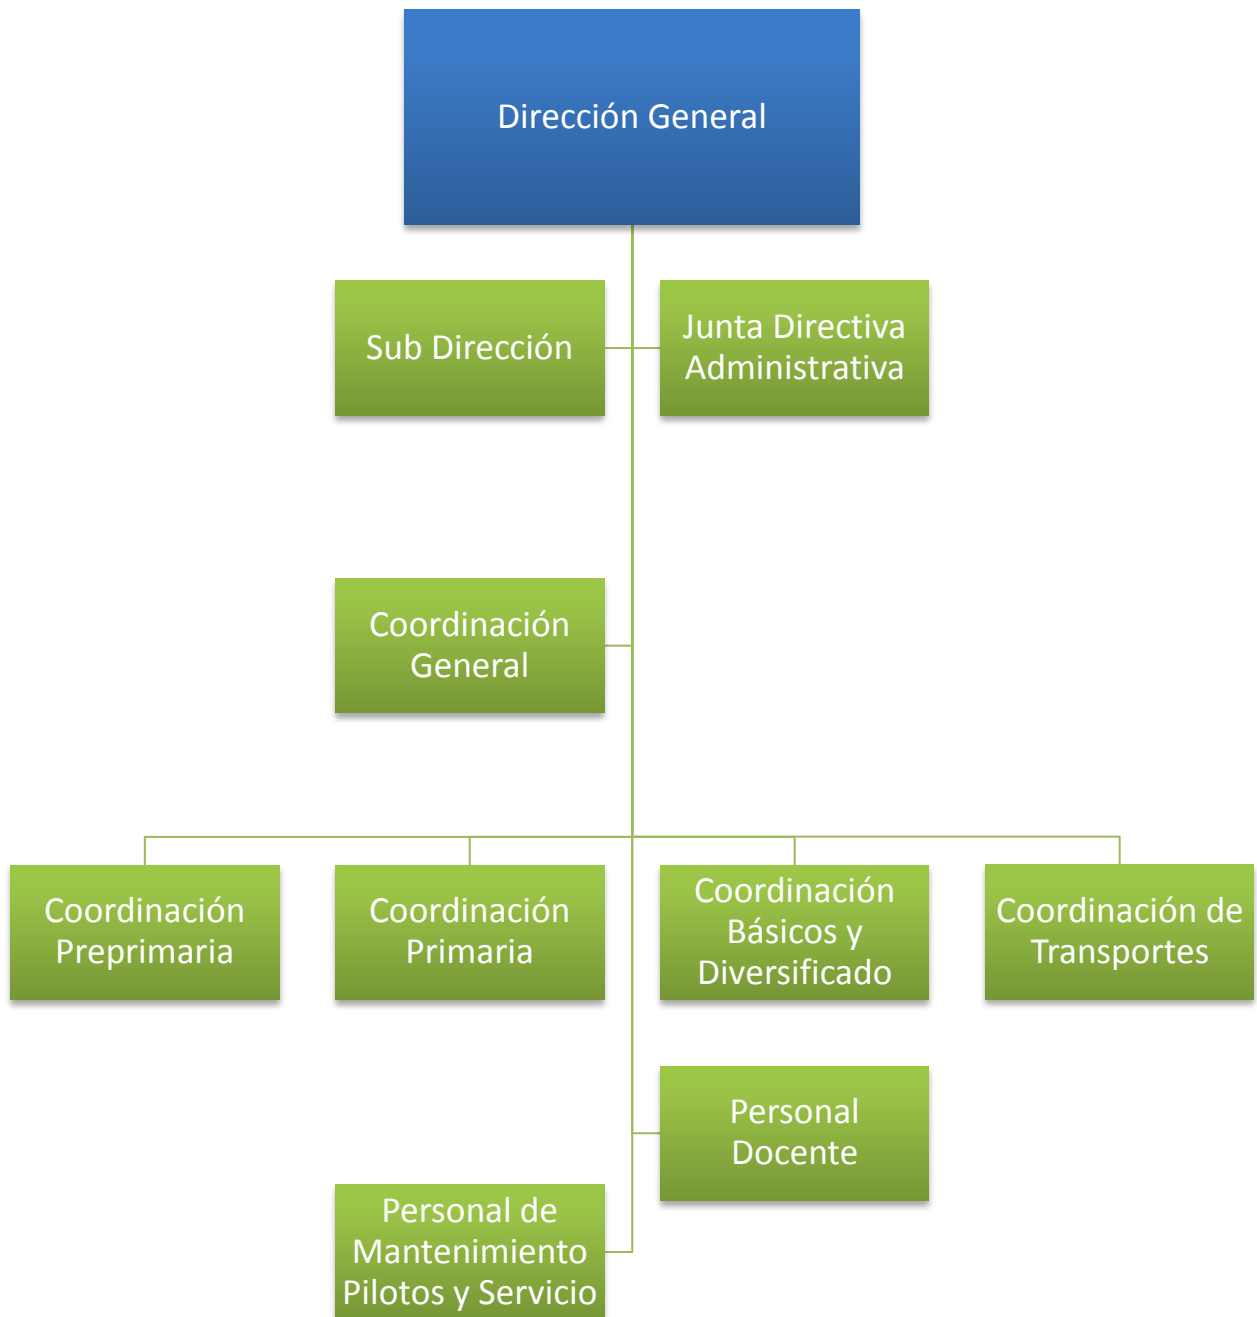 Dirección General
Sub Dirección
Junta Directiva
Administrativa
Coordinación
General
Coordinación
Preprimaria
Coordinación
Primaria
Coordinación
Básicos y
Diversificado
Coordinación de
Transportes
Personal
Docente
Personal de
Mantenimiento
Pilotos y Servicio